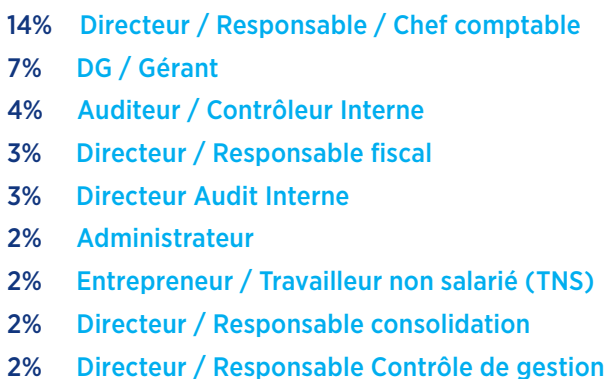 14% Directeur / Responsable / Chef comptable
7% DG / Gérant
4% Auditeur / Contrôleur Interne
3% Directeur / Responsable fiscal
3% Directeur Audit Interne
2% Administrateur
2% Entrepreneur / Travailleur non salarié (TNS)
2% Directeur / Responsable consolidation
2% Directeur / Responsable Contrôle de gestion